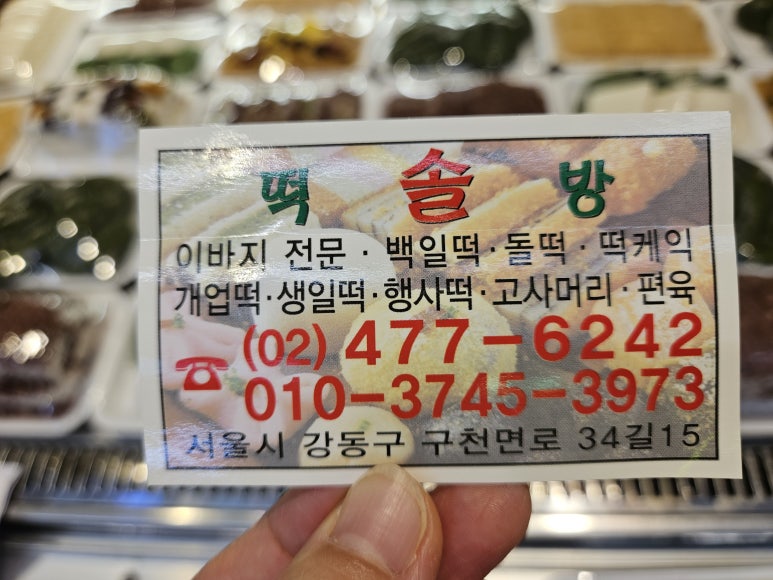 떡 솔 방
이바지 전문 · 백일떡 · 돌떡 · 떡케익
개업떡 · 생일떡 · 행사떡 · 고사머리 · 편육
(02) 477-6242
010-3745-3973
서울시 강동구 구천면로 34길15